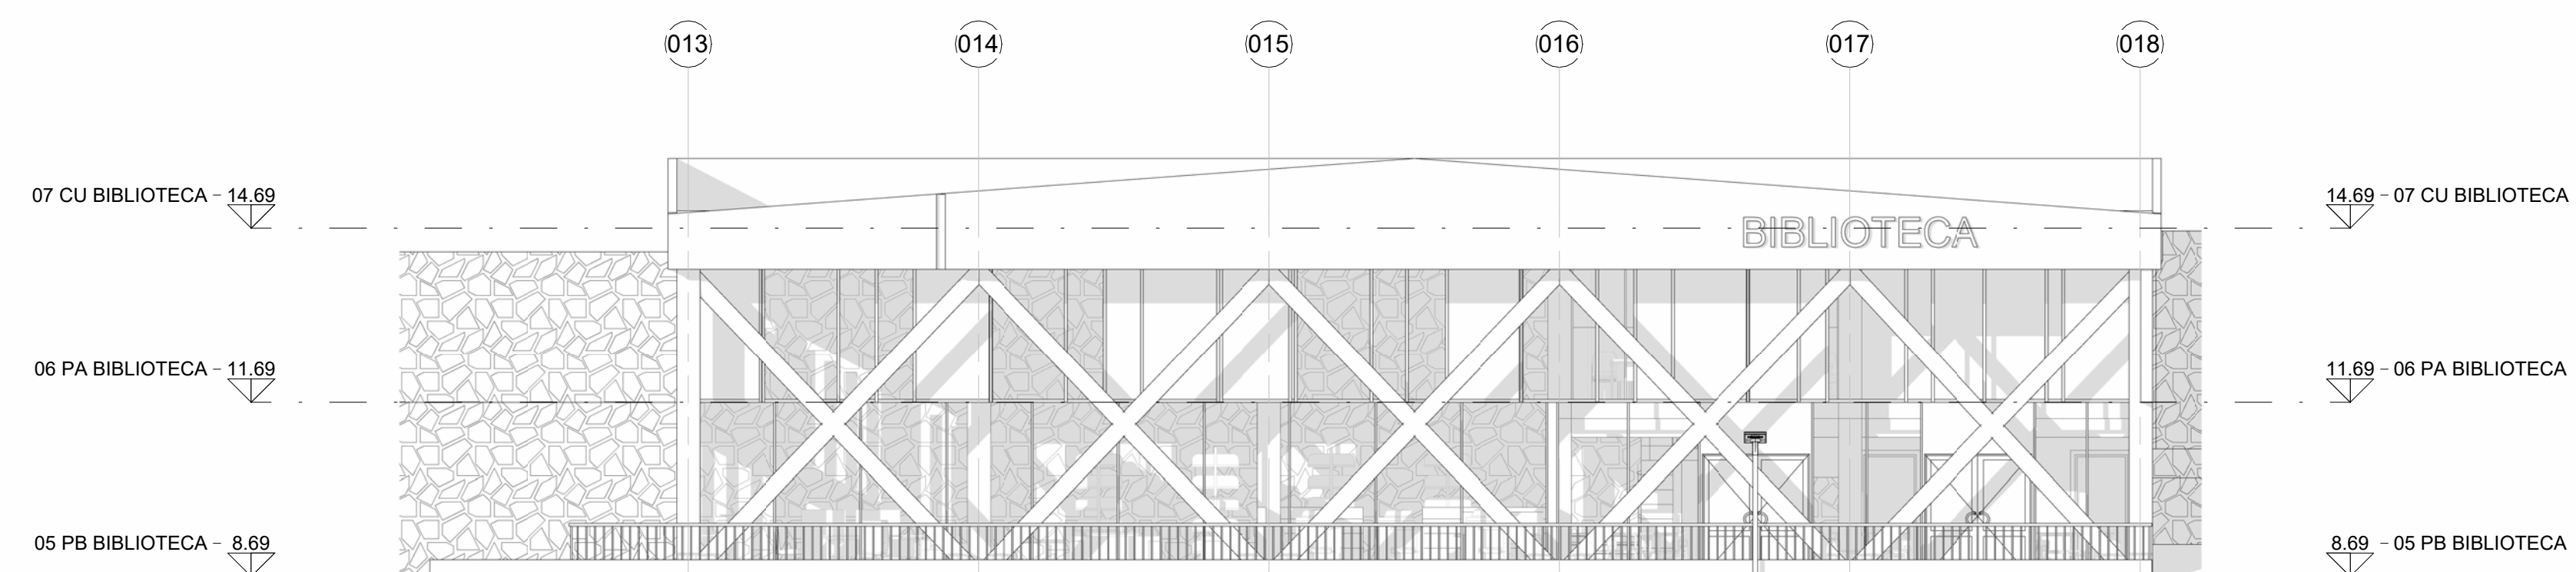 013 014 015 016 017 018
07 CU BIBLIOTECA – 14.69
14.69 – 07 CU BIBLIOTECA
BIBLIOTECA
06 PA BIBLIOTECA – 11.69
11.69 – 06 PA BIBLIOTECA
05 PB BIBLIOTECA – 8.69
8.69 – 05 PB BIBLIOTECA